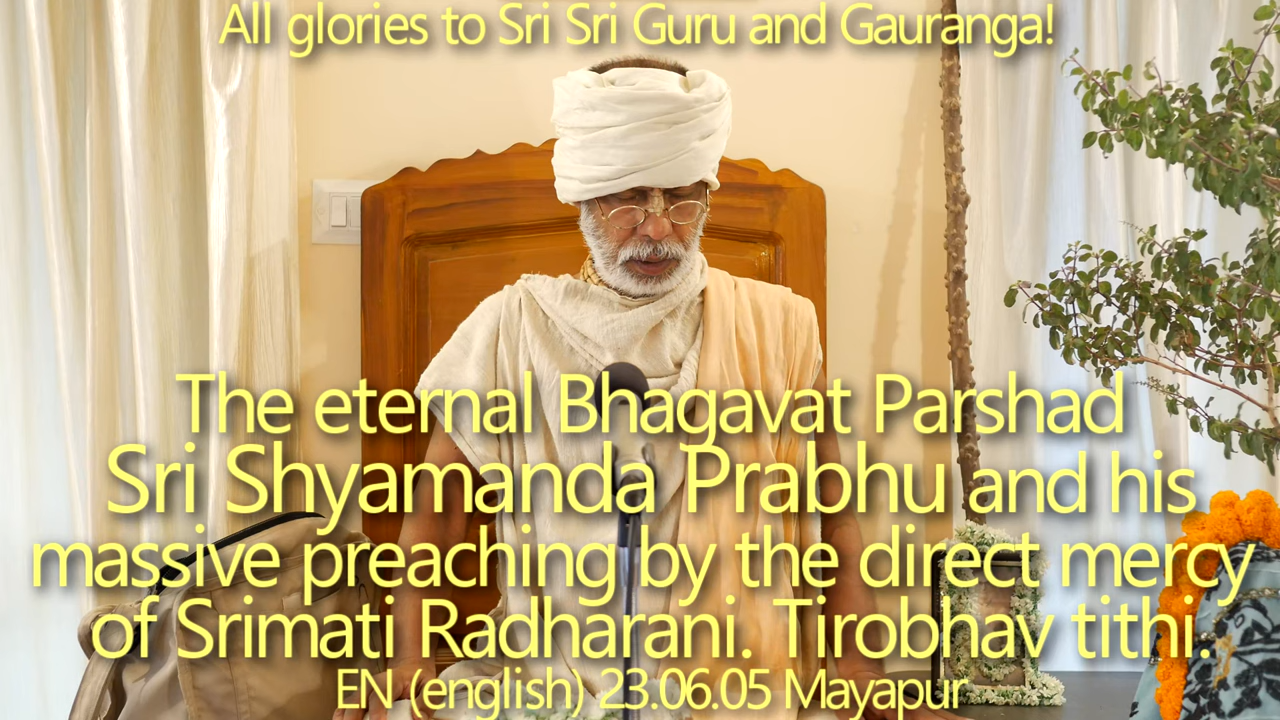 All glories to Sri Sri Guru and Gauranga!
The eternal Bhagavat Parshad
Sri Shyamanda Prabhu and his
massive preaching by the direct mercy
of Srimati Radharani. Tirobhav tithi.
EN (english) 23.06.05 Mayapur